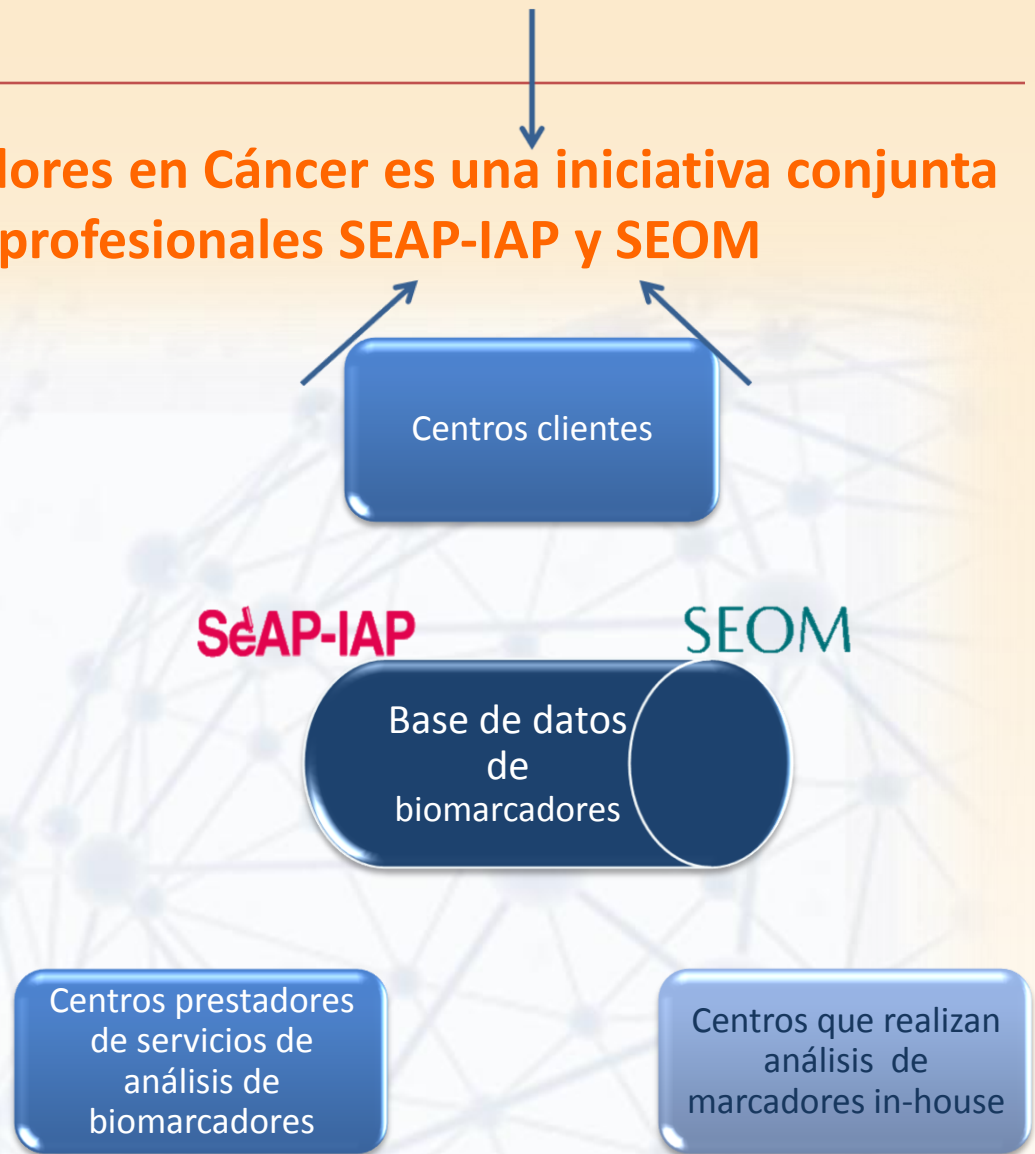 dores en Cáncer es una iniciativa conjunta
profesionales SEAP-IAP y SEOM
Centros clientes
SEAP-IAP
SEOM
Base de datos
de
biomarcadores
Centros prestadores
de servicios de
análisis de
biomarcadores
Centros que realizan
análisis de
marcadores in-house